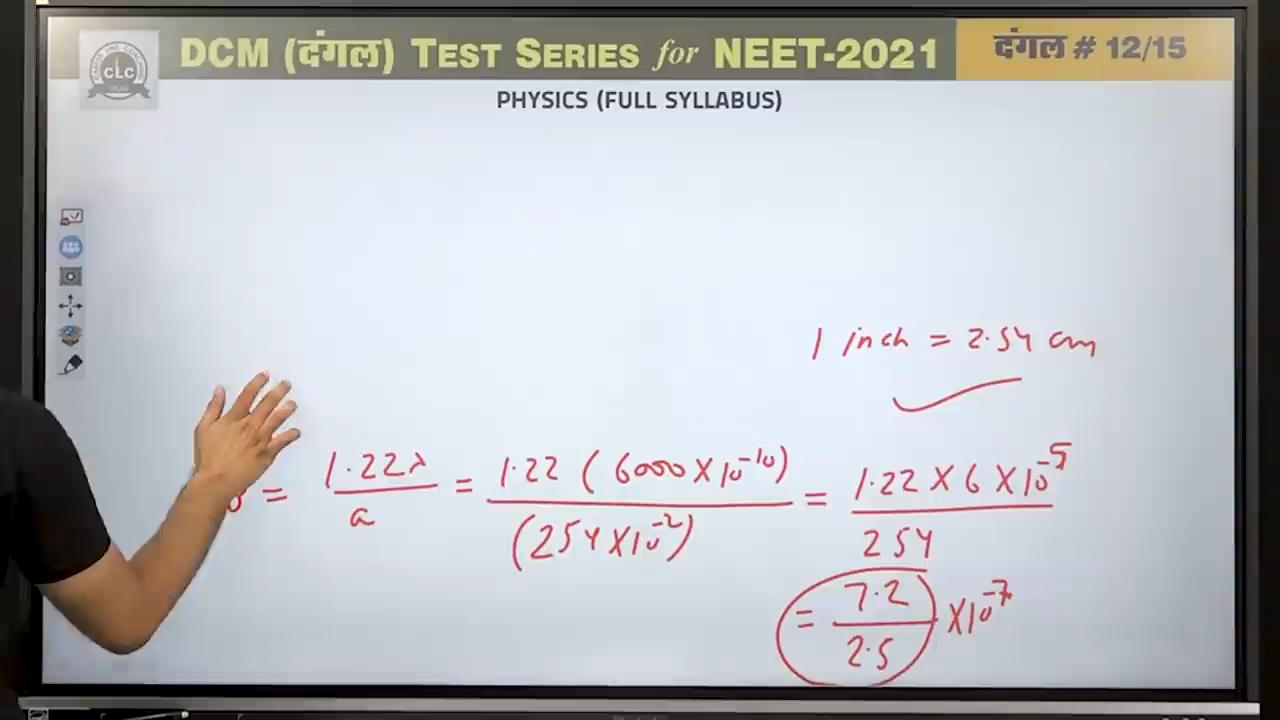 DCM (दंगल) TEST SERIES for NEET-2021
दंगल # 12/15
CLC
PHYSICS (FULL SYLLABUS)
1 inch = 2.54 cm
= 1.22λ / a = 1.22 (6000 X 10⁻¹⁰) / (254 X 10⁻²) = 1.22 X 6 X 10⁻⁵ / 254
= 7.2 / 2.5 X 10⁻⁷